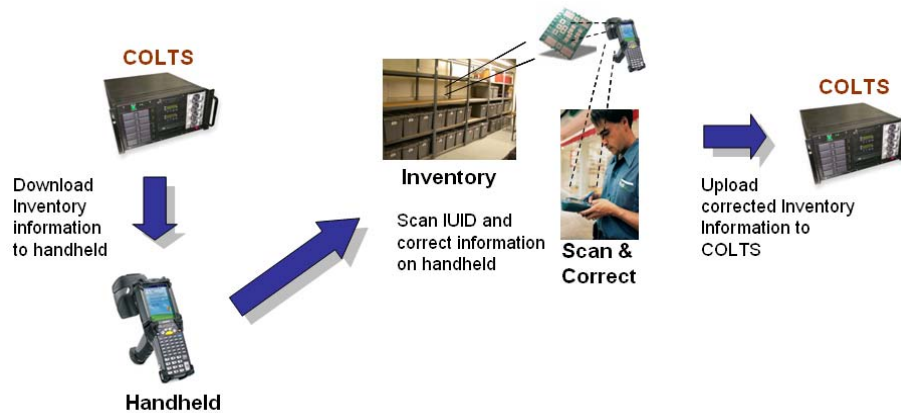 COLTS
Download
Inventory
information
to handheld
Handheld
Inventory
Scan IUID and
correct information
on handheld
Scan &
Correct
Upload
corrected Inventory
Information to
COLTS
COLTS